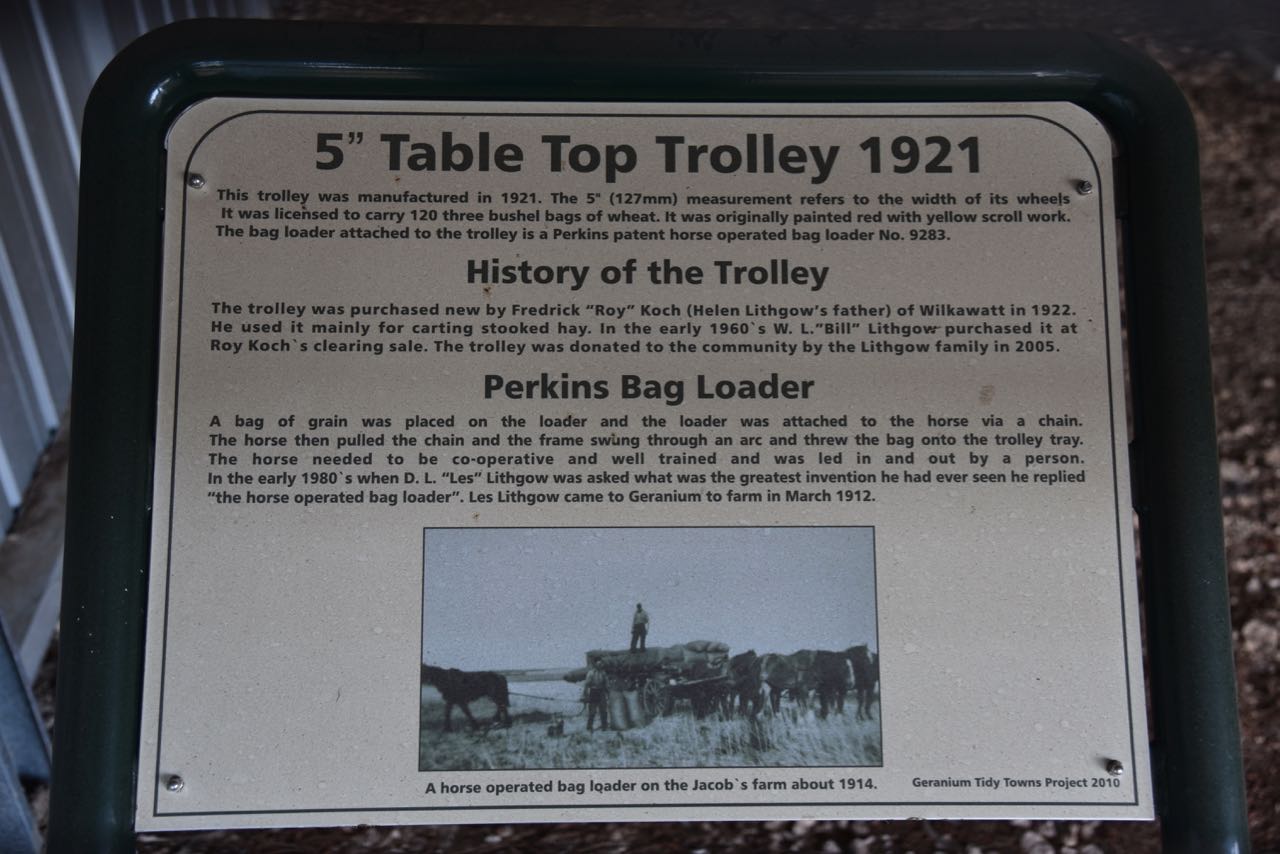 5” Table Top Trolley 1921
This trolley was manufactured in 1921. The 5" (127mm) measurement refers to the width of its wheels
It was licensed to carry 120 three bushel bags of wheat. It was originally painted red with yellow scroll work.
The bag loader attached to the trolley is a Perkins patent horse operated bag loader No. 9283.
History of the Trolley
The trolley was purchased new by Fredrick “Roy” Koch (Helen Lithgow’s father) of Wilkawatt in 1922.
He used it mainly for carting stooked hay. In the early 1960`s W. L.”Bill” Lithgow purchased it at
Roy Koch`s clearing sale. The trolley was donated to the community by the Lithgow family in 2005.
Perkins Bag Loader
A bag of grain was placed on the loader and the loader was attached to the horse via a chain.
The horse then pulled the chain and the frame swung through an arc and threw the bag onto the trolley tray.
The horse needed to be co-operative and well trained and was led in and out by a person.
In the early 1980`s when D. L. “Les” Lithgow was asked what was the greatest invention he had ever seen he replied
“the horse operated bag loader”. Les Lithgow came to Geranium to farm in March 1912.
A horse operated bag loader on the Jacob`s farm about 1914.
Geranium Tidy Towns Project 2010